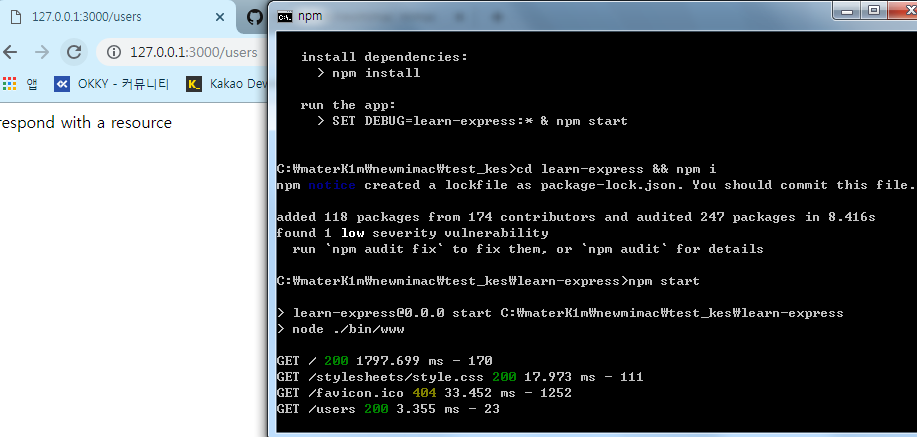 127.0.0.1:3000/users
127.0.0.1:3000/users
앱
OKKY - 커뮤니티
Kakao Dev
respond with a resource
npm
install dependencies:
> npm install
run the app:
> SET DEBUG=learn-express:* & npm start
C:₩materK1m₩newmimac₩test_kes>cd learn-express && npm i
npm notice created a lockfile as package-lock.json. You should commit this file.
added 118 packages from 174 contributors and audited 247 packages in 8.416s
found 1 low severity vulnerability
run `npm audit fix` to fix them, or `npm audit` for details
C:₩materK1m₩newmimac₩test_kes₩learn-express>npm start
> learn-express@0.0.0 start C:₩materK1m₩newmimac₩test_kes₩learn-express
> node ./bin/www
GET / 200 1797.699 ms - 170
GET /stylesheets/style.css 200 17.973 ms - 111
GET /favicon.ico 404 33.452 ms - 1252
GET /users 200 3.355 ms - 23